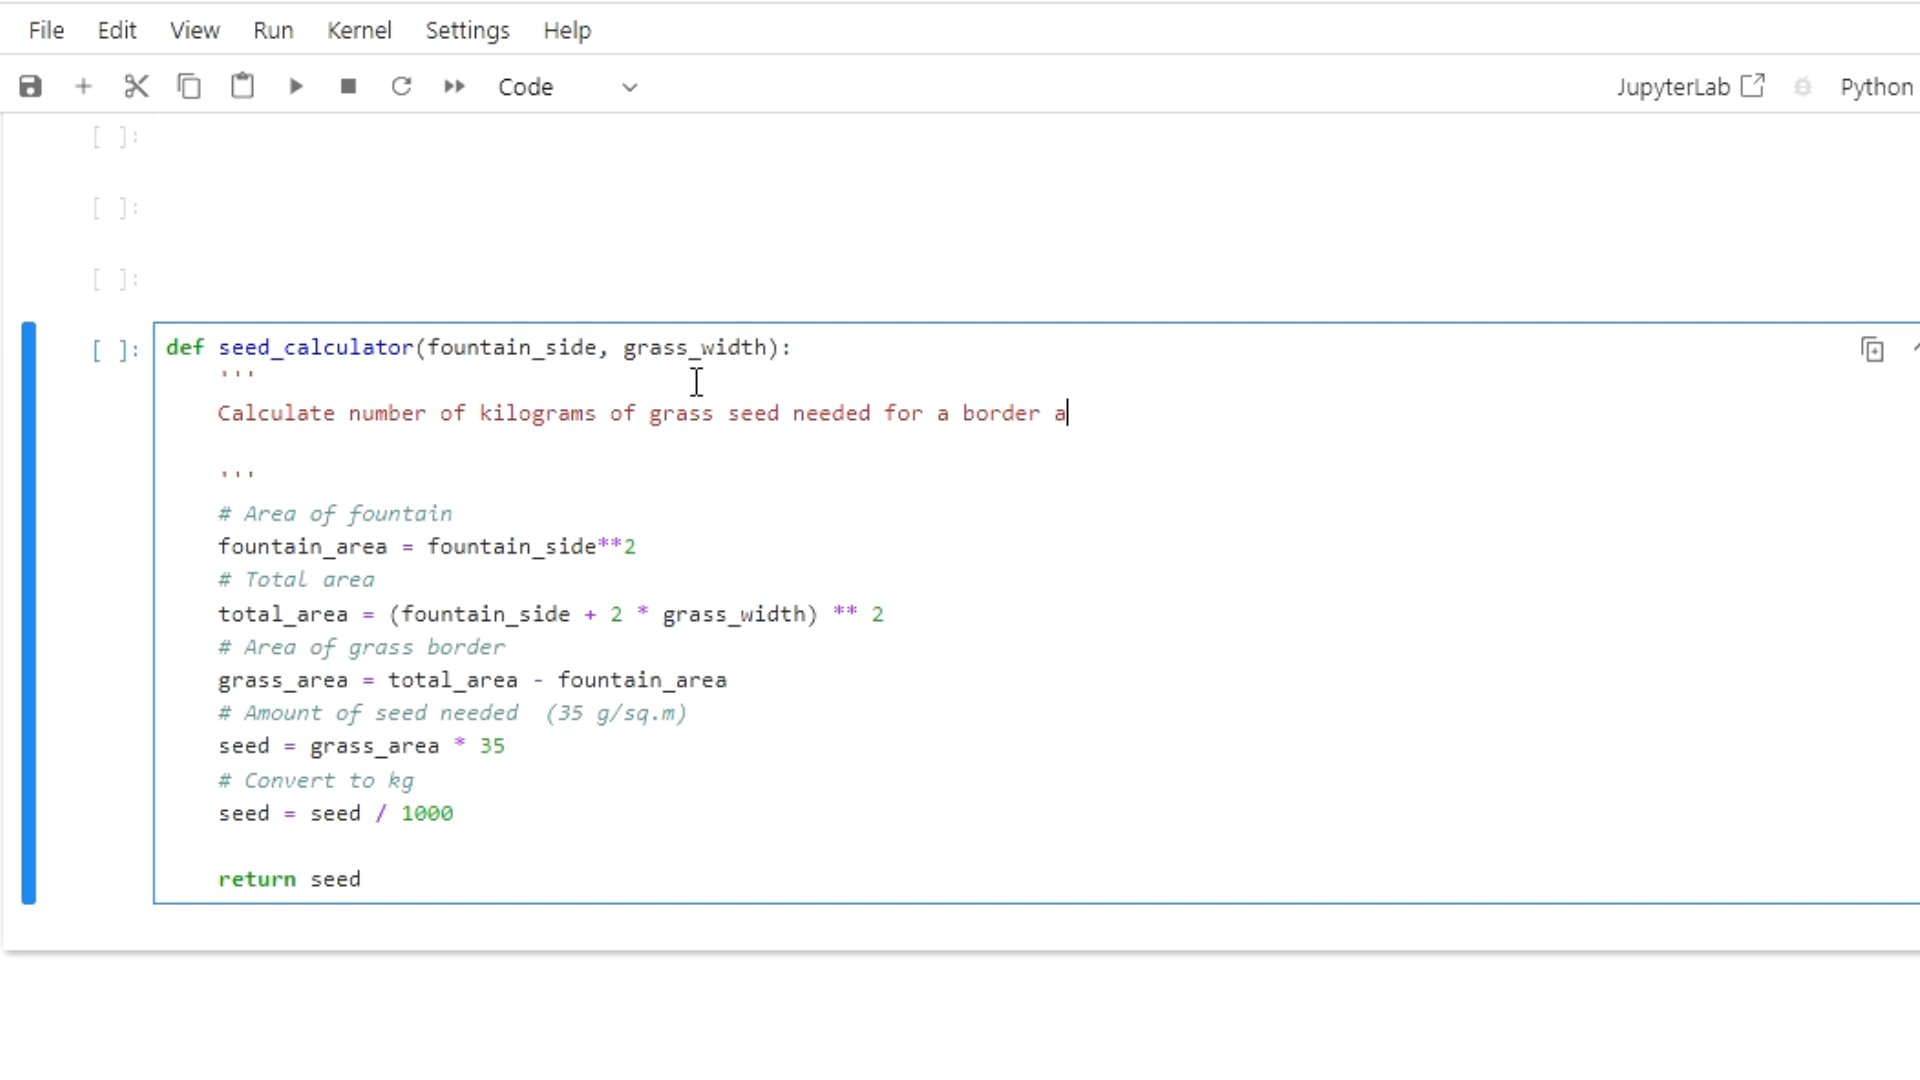 File Edit View Run Kernel Settings Help
Code JupyterLab Python
[ ]:
[ ]:
[ ]:
[ ]: def seed_calculator(fountain_side, grass_width):
    '''
    Calculate number of kilograms of grass seed needed for a border a

    '''
    # Area of fountain
    fountain_area = fountain_side**2
    # Total area
    total_area = (fountain_side + 2 * grass_width) ** 2
    # Area of grass border
    grass_area = total_area - fountain_area
    # Amount of seed needed  (35 g/sq.m)
    seed = grass_area * 35
    # Convert to kg
    seed = seed / 1000

    return seed